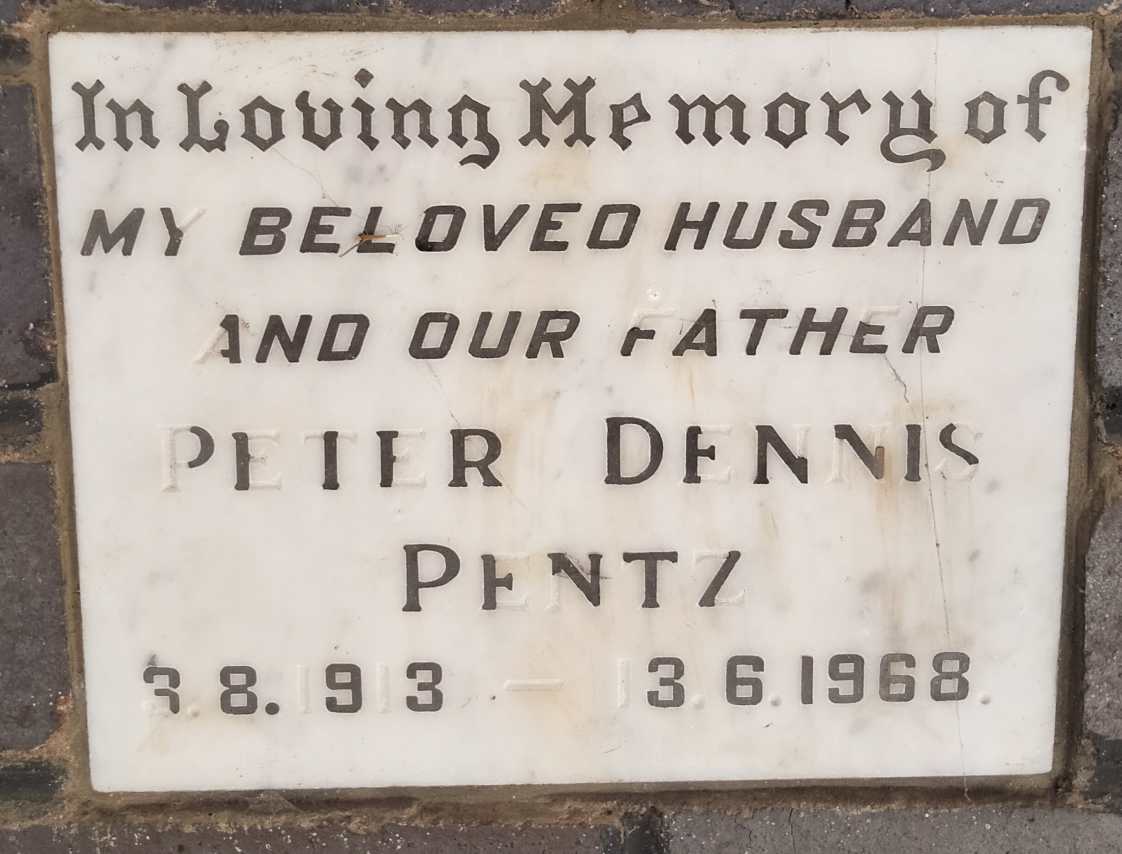 In Loving Memory of
MY BELOVED HUSBAND
AND OUR FATHER
PETER DENNIS
PENTZ
3.8.1913 – 13.6.1968.